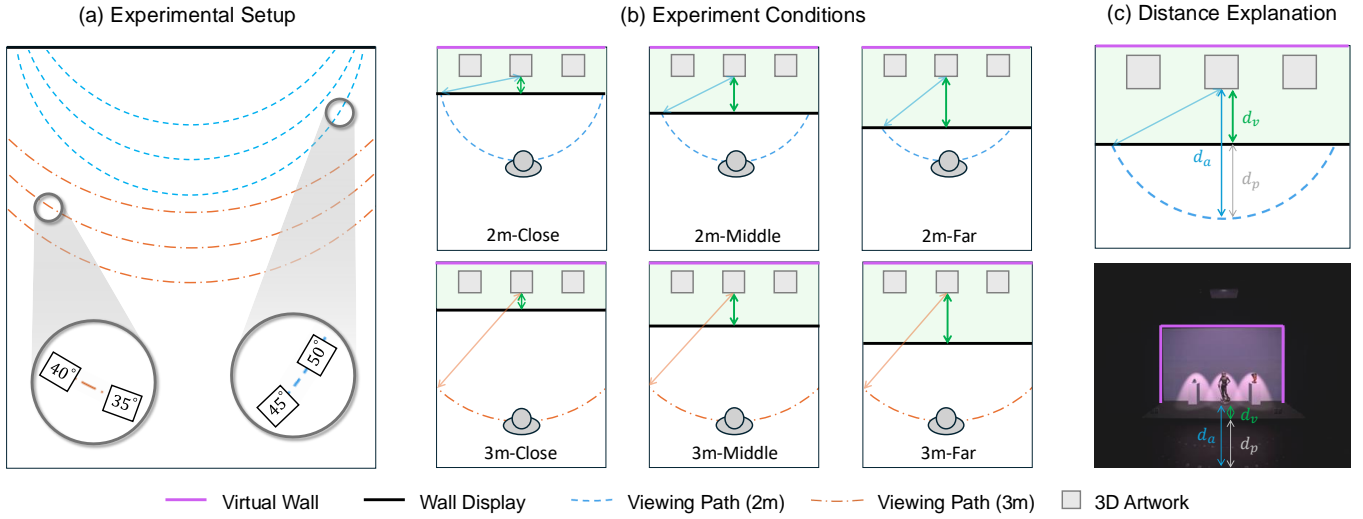 (a) Experimental Setup
(b) Experiment Conditions
(c) Distance Explanation
40°
35°
45°
50°
2m-Close
2m-Middle
2m-Far
3m-Close
3m-Middle
3m-Far
d_v
d_a
d_p
d_v
d_a
d_p
Virtual Wall
Wall Display
Viewing Path (2m)
Viewing Path (3m)
3D Artwork